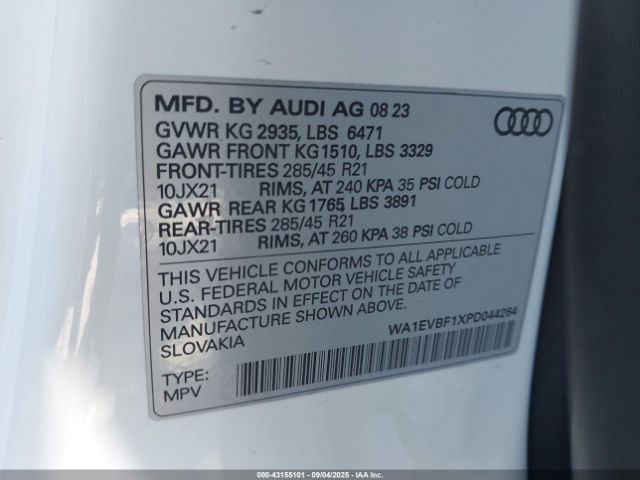 MFD. BY AUDI AG 08 23
GVWR KG 2935, LBS 6471
GAWR FRONT KG1510, LBS 3329
FRONT-TIRES 285/45 R21
10JX21 RIMS, AT 240 KPA 35 PSI COLD
GAWR REAR KG 1765, LBS 3891
REAR-TIRES 285/45 R21
10JX21 RIMS, AT 260 KPA 38 PSI COLD
THIS VEHICLE CONFORMS TO ALL APPLICABLE
U.S. FEDERAL MOTOR VEHICLE SAFETY
STANDARDS IN EFFECT ON THE DATE OF
MANUFACTURE SHOWN ABOVE.
SLOVAKIA
WA1EVBF1XPD044264
TYPE:
MPV
000-43155101 - 09/04/2025 - IAAI.COM